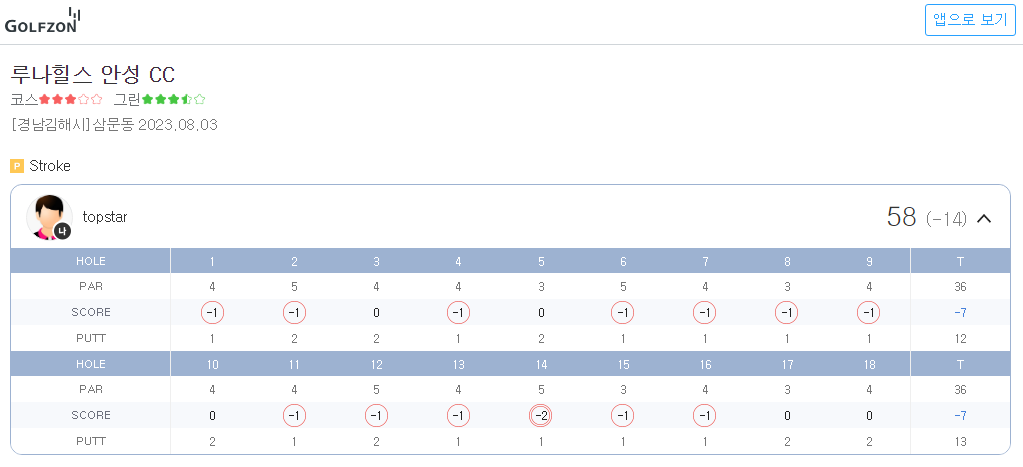 GOLFZON 앱으로 보기
루나힐스 안성 CC
코스 그린
[경남김해시] 삼문동 2023.08.03
P Stroke
나 topstar 58 (-14)
HOLE 1 2 3 4 5 6 7 8 9 T
PAR 4 5 4 4 3 5 4 3 4 36
SCORE -1 -1 0 -1 0 -1 -1 -1 -1 -7
PUTT 1 2 2 1 2 1 1 1 1 12
HOLE 10 11 12 13 14 15 16 17 18 T
PAR 4 4 5 4 5 3 4 3 4 36
SCORE 0 -1 -1 -1 -2 -1 -1 0 0 -7
PUTT 2 1 2 1 1 1 1 2 2 13